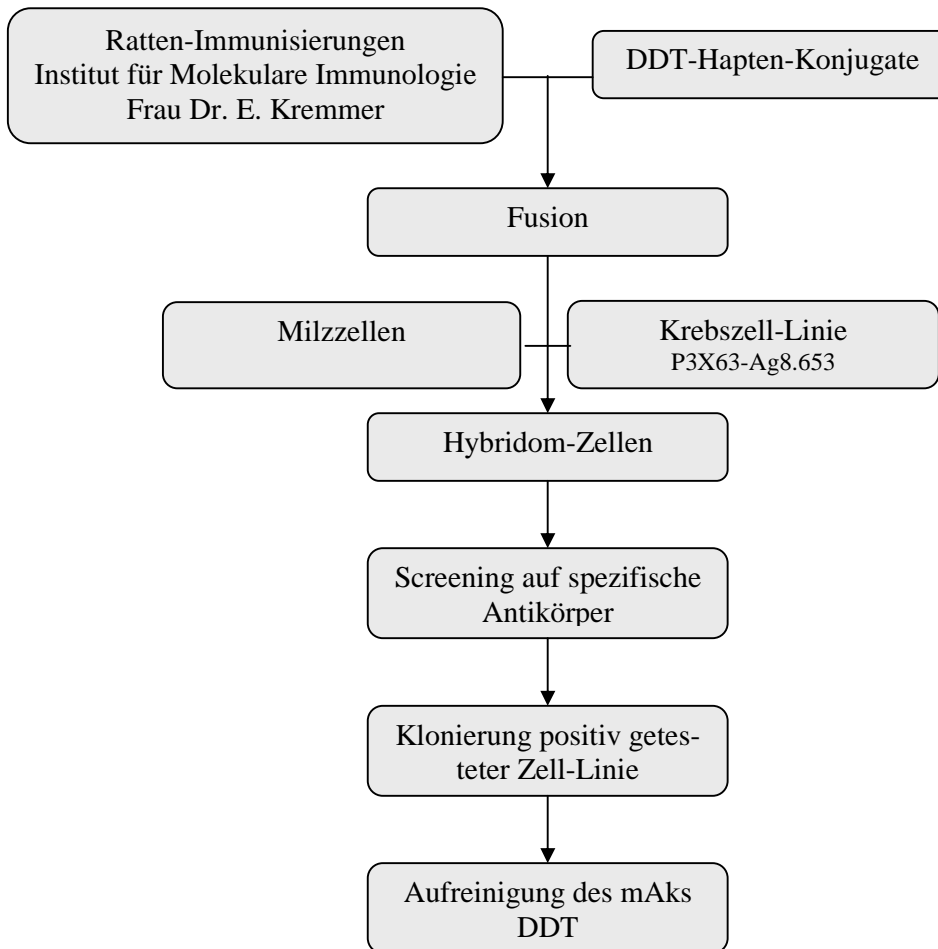 Ratten-Immunisierungen
Institut für Molekulare Immunologie
Frau Dr. E. Kremmer
DDT-Hapten-Konjugate
Fusion
Milzzellen
Krebszell-Linie
P3X63-Ag8.653
Hybridom-Zellen
Screening auf spezifische
Antikörper
Klonierung positiv getes-
teter Zell-Linie
Aufreinigung des mAks
DDT